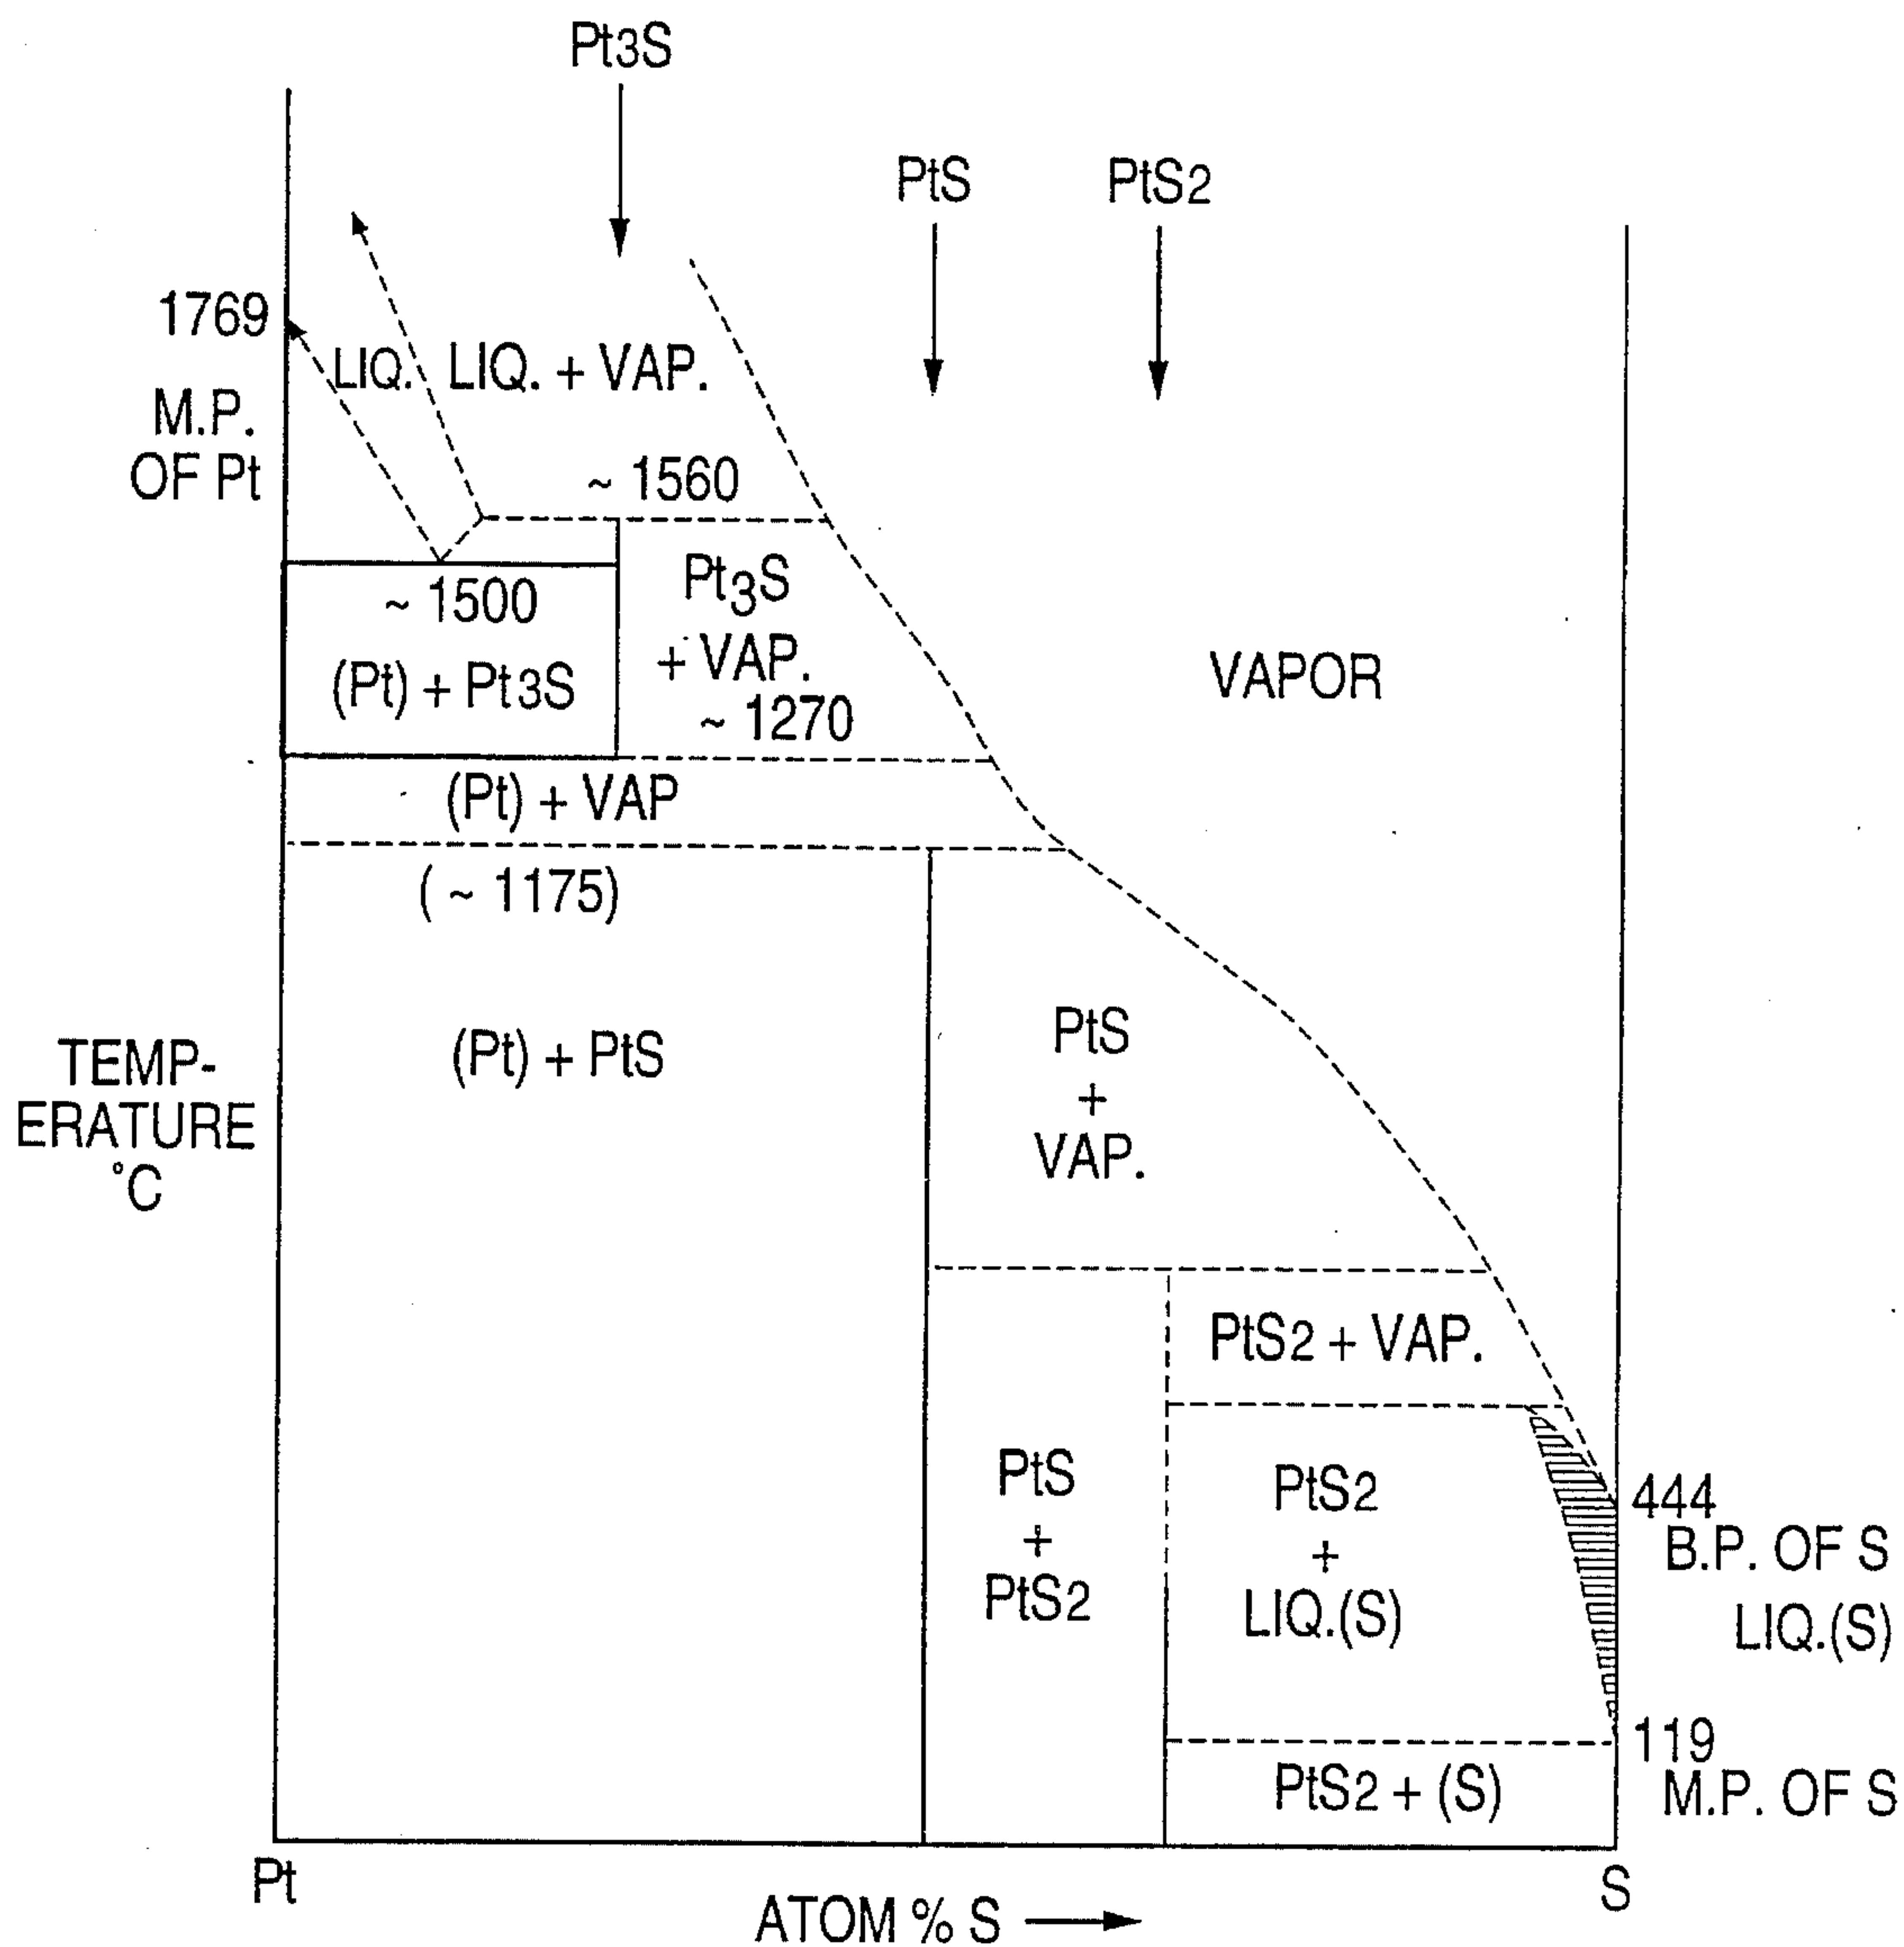 Pt3S
PtS
PtS2
1769
M.P.
OF Pt
LIQ.
LIQ. + VAP.
~ 1560
~ 1500
(Pt) + Pt3S
Pt3S
+ VAP.
~ 1270
VAPOR
(Pt) + VAP
( ~ 1175)
(Pt) + PtS
TEMP-
ERATURE
°C
PtS
+
VAP.
PtS2 + VAP.
PtS
+
PtS2
PtS2
+
LIQ.(S)
444
B.P. OF S
LIQ.(S)
119
M.P. OF S
PtS2 + (S)
Pt
S
ATOM % S